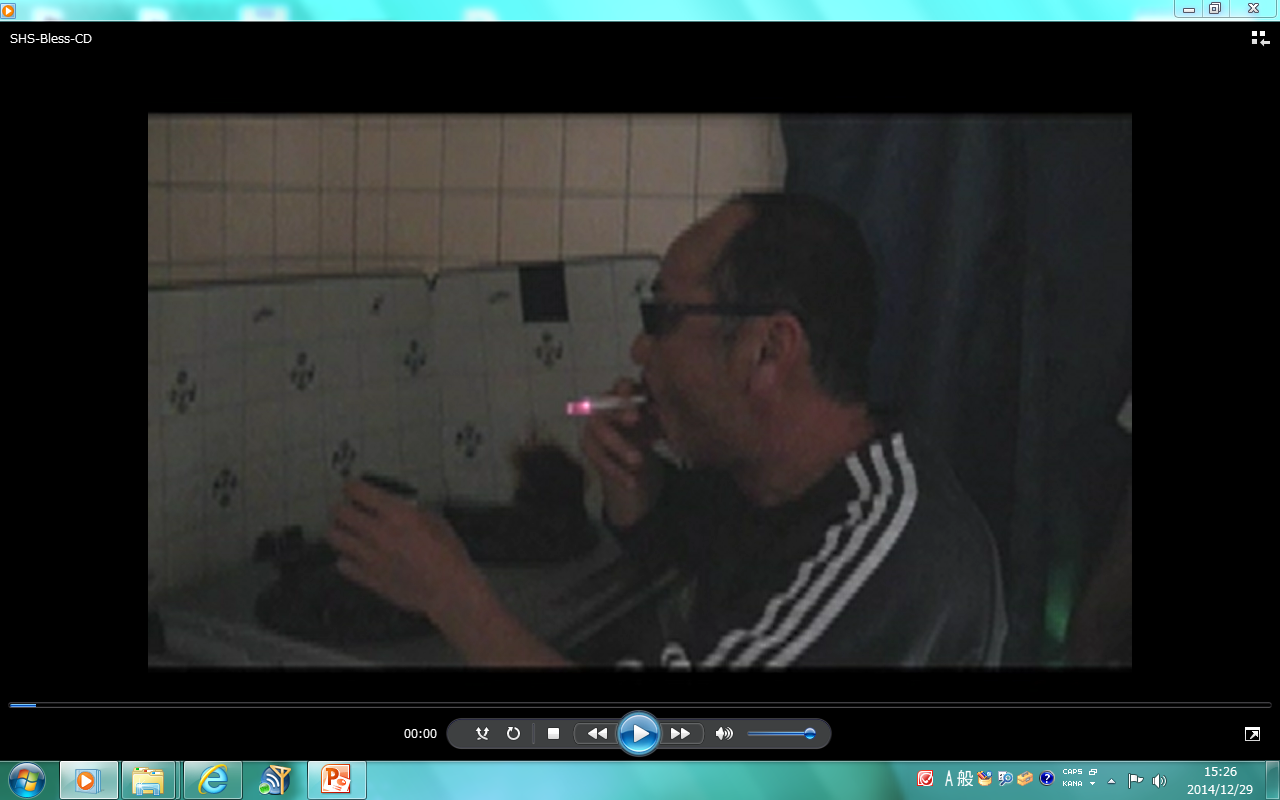 SHS-Bless-CD
00:00
A 般
CAPS
KANA
15:26
2014/12/29